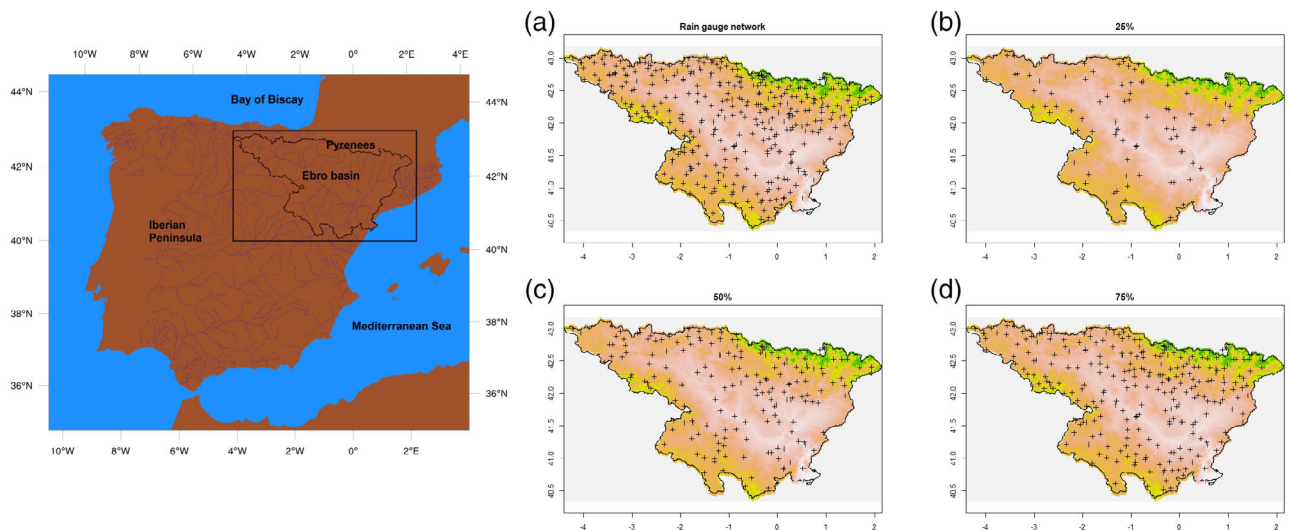 10°W 8°W 6°W 4°W 2°W 0° 2°E 4°E
44°N
42°N
40°N
38°N
36°N
44°N
42°N
40°N
38°N
36°N
10°W 8°W 6°W 4°W 2°W 0° 2°E
Bay of Biscay
Pyrenees
Ebro basin
Iberian
Peninsula
Mediterranean Sea
(a)
Rain gauge network
43.0
42.5
42.0
41.5
41.0
40.5
-4 -3 -2 -1 0 1 2
(b)
25%
43.0
42.5
42.0
41.5
41.0
40.5
-4 -3 -2 -1 0 1 2
(c)
50%
43.0
42.5
42.0
41.5
41.0
40.5
-4 -3 -2 -1 0 1 2
(d)
75%
43.0
42.5
42.0
41.5
41.0
40.5
-4 -3 -2 -1 0 1 2